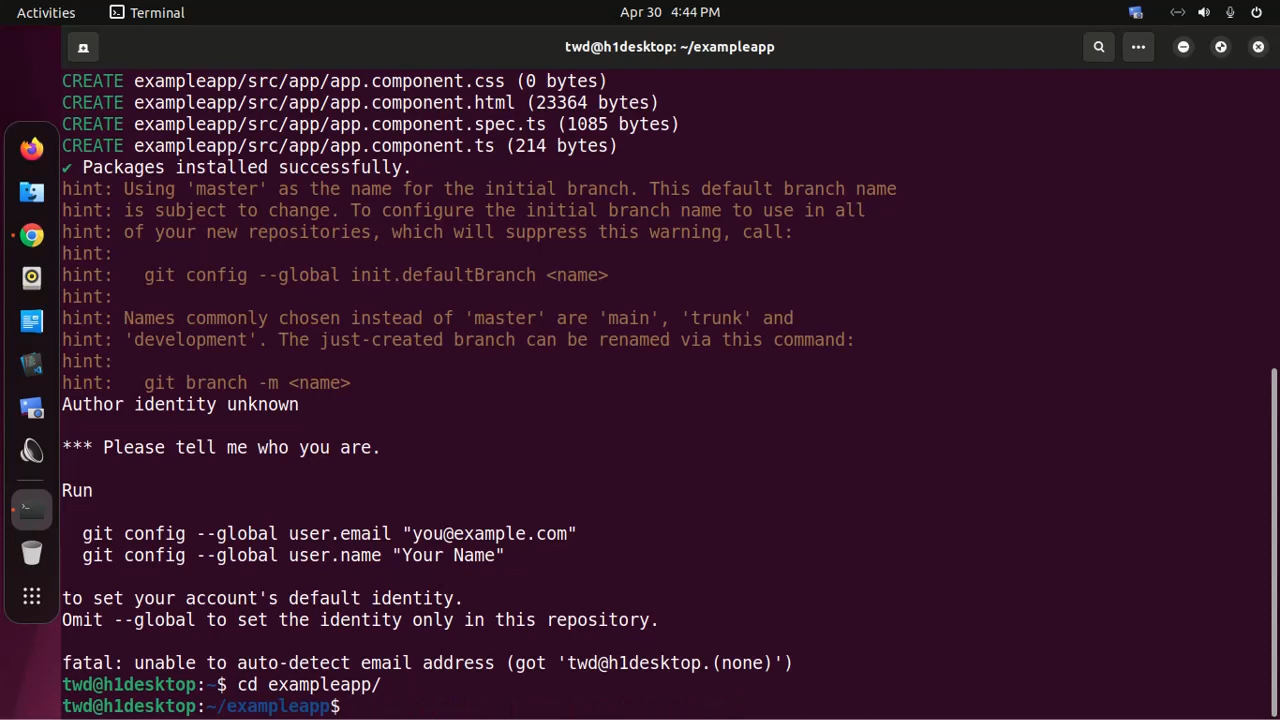 Activities
Terminal
Apr 30 4:44 PM
twd@h1desktop: ~/exampleapp
CREATE exampleapp/src/app/app.component.css (0 bytes)
CREATE exampleapp/src/app/app.component.html (23364 bytes)
CREATE exampleapp/src/app/app.component.spec.ts (1085 bytes)
CREATE exampleapp/src/app/app.component.ts (214 bytes)
✔ Packages installed successfully.
hint: Using 'master' as the name for the initial branch. This default branch name
hint: is subject to change. To configure the initial branch name to use in all
hint: of your new repositories, which will suppress this warning, call:
hint:
hint:   git config --global init.defaultBranch <name>
hint:
hint: Names commonly chosen instead of 'master' are 'main', 'trunk' and
hint: 'development'. The just-created branch can be renamed via this command:
hint:
hint:   git branch -m <name>
Author identity unknown
*** Please tell me who you are.
Run
  git config --global user.email "you@example.com"
  git config --global user.name "Your Name"
to set your account's default identity.
Omit --global to set the identity only in this repository.
fatal: unable to auto-detect email address (got 'twd@h1desktop.(none)')
twd@h1desktop:~$ cd exampleapp/
twd@h1desktop:~/exampleapp$